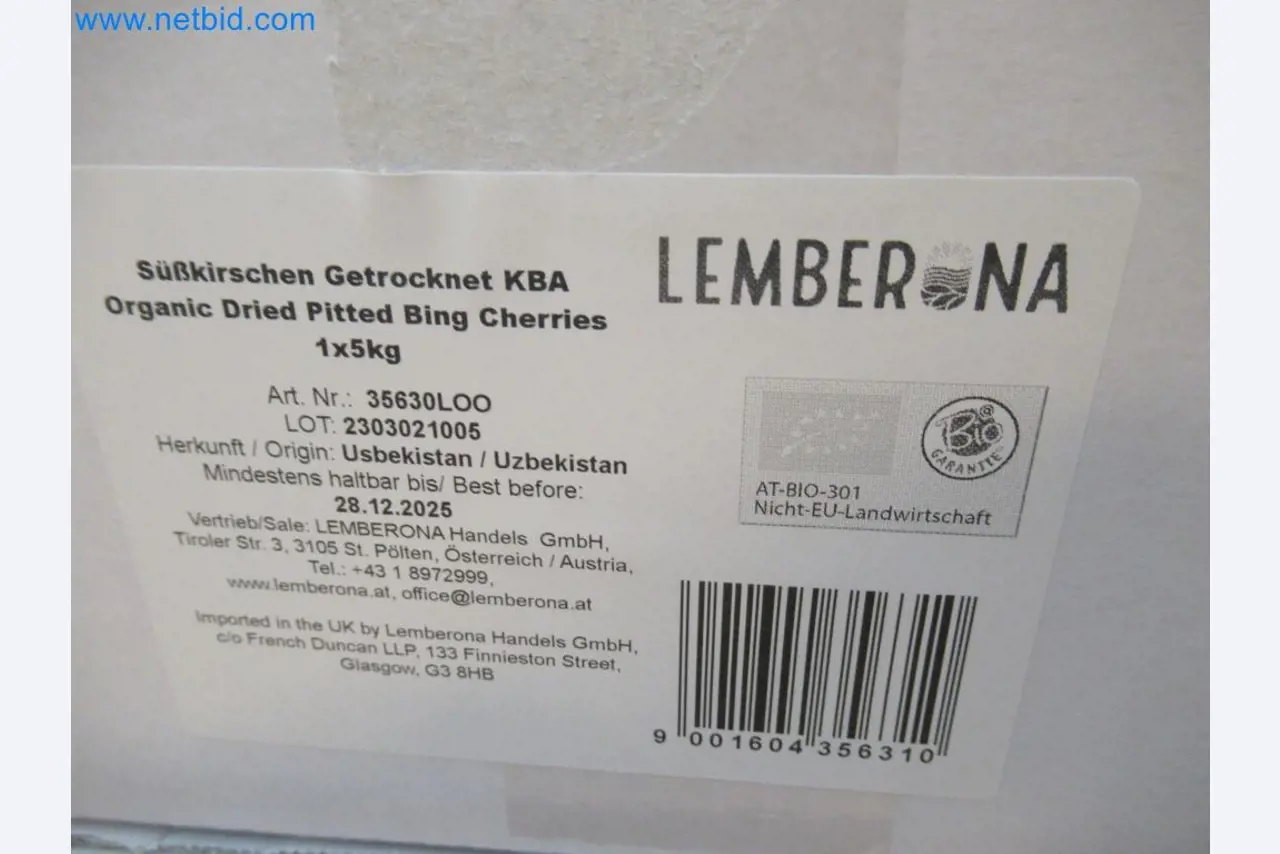 www.netbid.com
Süßkirschen Getrocknet KBA
Organic Dried Pitted Bing Cherries
1x5kg
Art. Nr.: 35630LOO
LOT: 2303021005
Herkunft / Origin: Usbekistan / Uzbekistan
Mindestens haltbar bis/ Best before:
28.12.2025
Vertrieb/Sale: LEMBERONA Handels GmbH,
Tiroler Str. 3, 3105 St. Pölten, Österreich / Austria,
Tel.: +43 1 8972999,
www.lemberona.at, office@lemberona.at
Imported in the UK by Lemberona Handels GmbH,
c/o French Duncan LLP, 133 Finnieston Street,
Glasgow, G3 8HB
LEMBERONA
Bio
GARANTIE
AT-BIO-301
Nicht-EU-Landwirtschaft
9 001604 356310